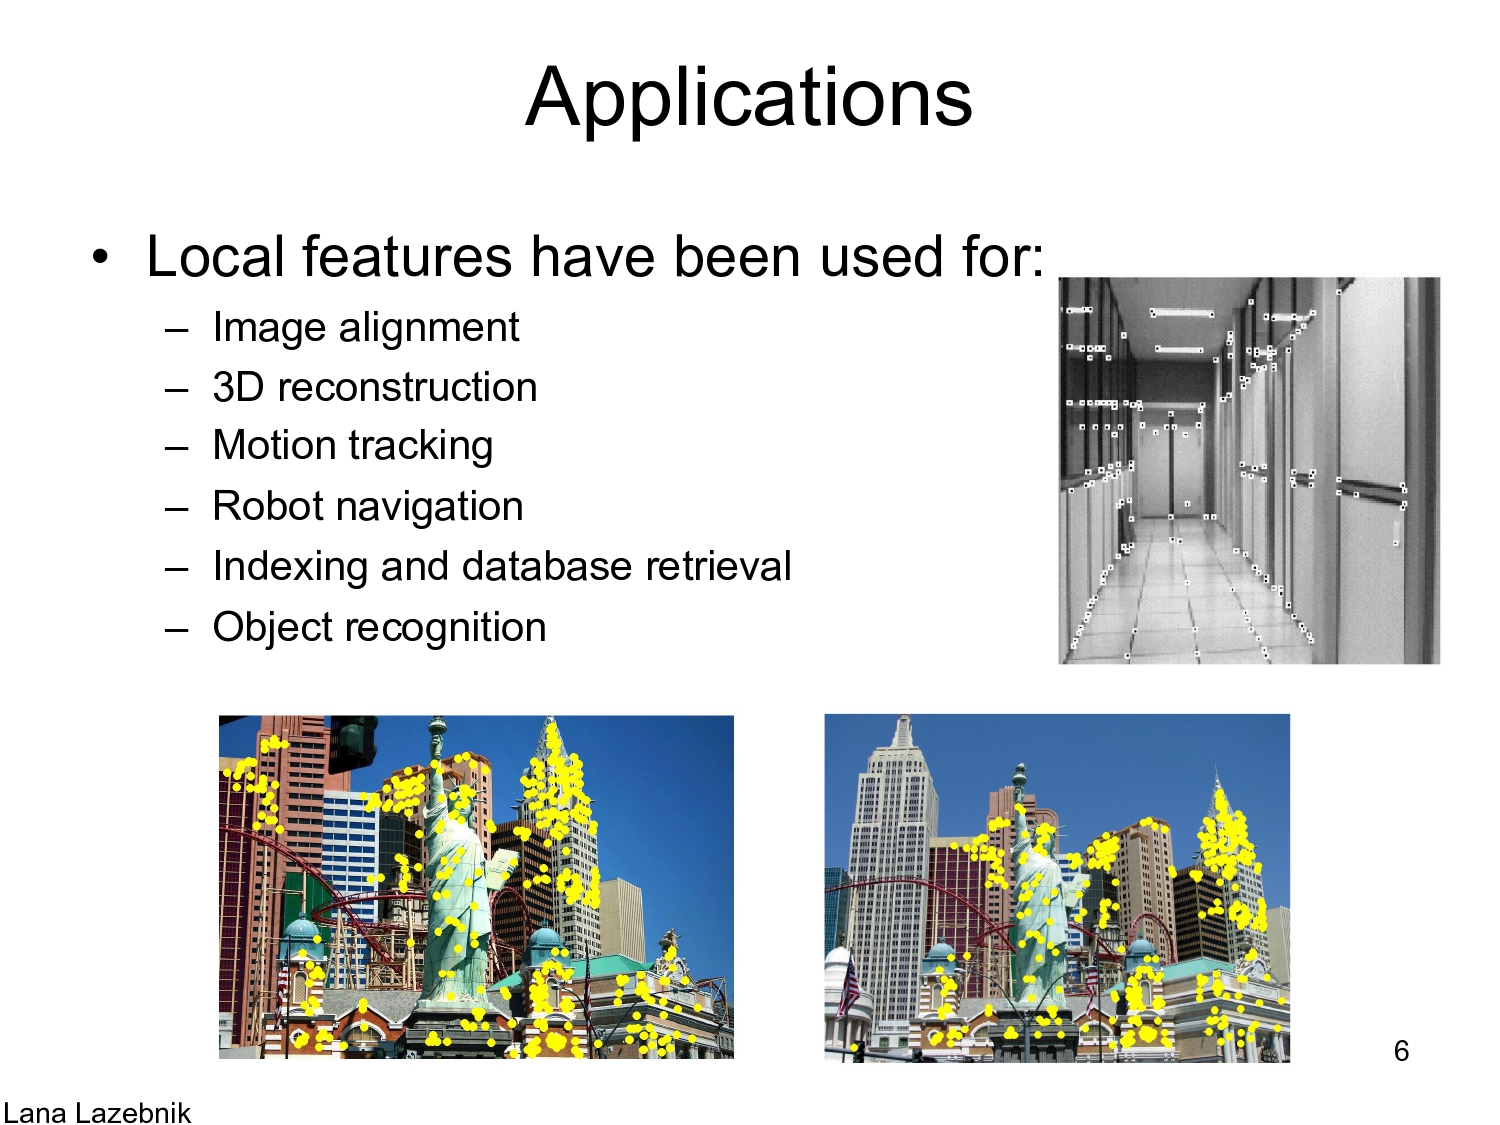 Applications
• Local features have been used for:
– Image alignment
– 3D reconstruction
– Motion tracking
– Robot navigation
– Indexing and database retrieval
– Object recognition
6
Lana Lazebnik